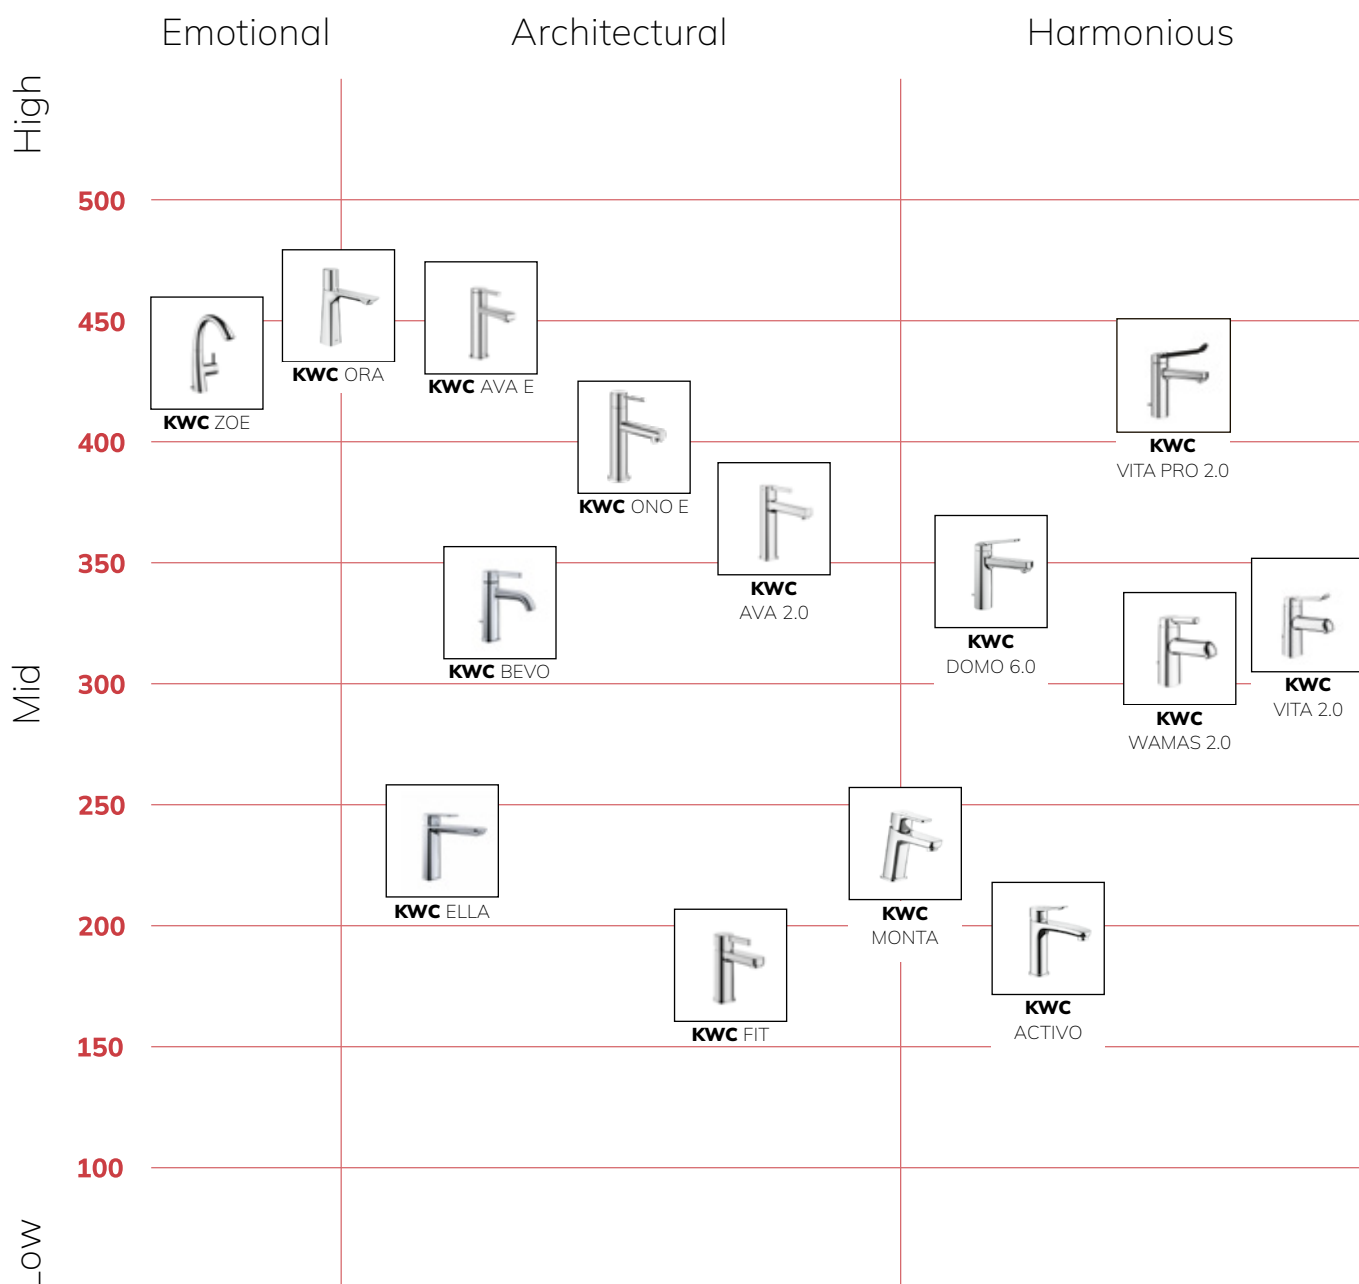 Emotional
Architectural
Harmonious
High
500
450
KWC ORA
KWC AVA E
KWC ZOE
400
KWC
VITA PRO 2.0
KWC ONO E
350
KWC
AVA 2.0
KWC
DOMO 6.0
KWC BEVO
Mid
300
KWC
VITA 2.0
KWC
WAMAS 2.0
250
KWC ELLA
KWC
MONTA
200
KWC
ACTIVO
KWC FIT
150
100
Low